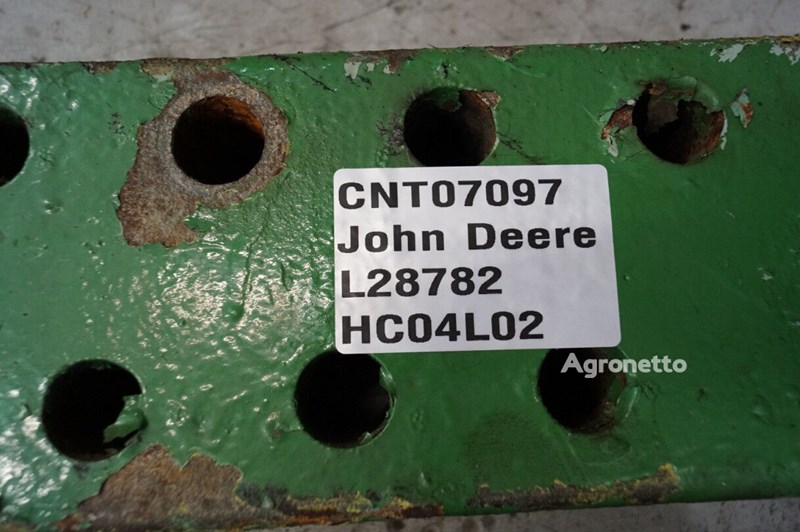 CNT07097
John Deere
L28782
HC04L02
Agronetto